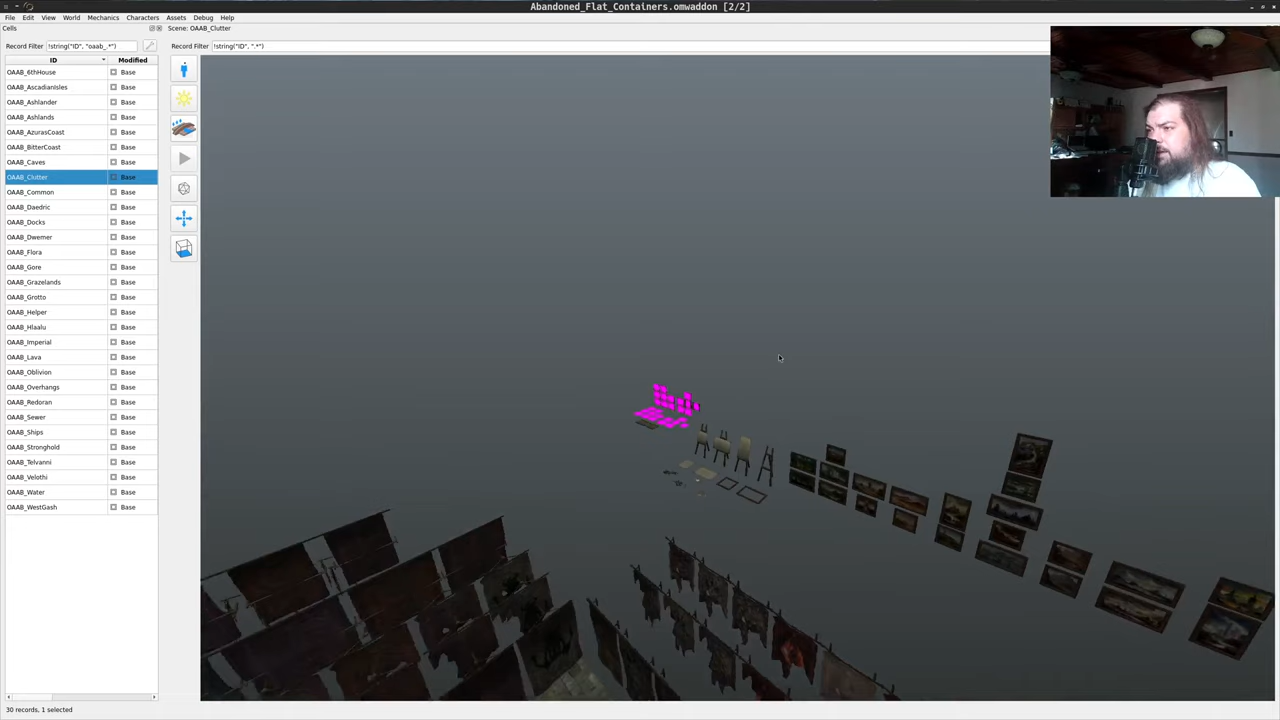 Abandoned_Flat_Containers.omwaddon [2/2]
File Edit View World Mechanics Characters Assets Debug Help
Cells
Scene: OAAB_Clutter
Record Filter !string("ID", "oaab_.*")
Record Filter !string("ID", ".*")
ID Modified
OAAB_6thHouse Base
OAAB_AscadianIsles Base
OAAB_Ashlander Base
OAAB_Ashlands Base
OAAB_AzurasCoast Base
OAAB_BitterCoast Base
OAAB_Caves Base
OAAB_Clutter Base
OAAB_Common Base
OAAB_Daedric Base
OAAB_Docks Base
OAAB_Dwemer Base
OAAB_Flora Base
OAAB_Gore Base
OAAB_Grazelands Base
OAAB_Grotto Base
OAAB_Helper Base
OAAB_Hlaalu Base
OAAB_Imperial Base
OAAB_Lava Base
OAAB_Oblivion Base
OAAB_Overhangs Base
OAAB_Redoran Base
OAAB_Sewer Base
OAAB_Ships Base
OAAB_Stronghold Base
OAAB_Telvanni Base
OAAB_Velothi Base
OAAB_Water Base
OAAB_WestGash Base
30 records, 1 selected